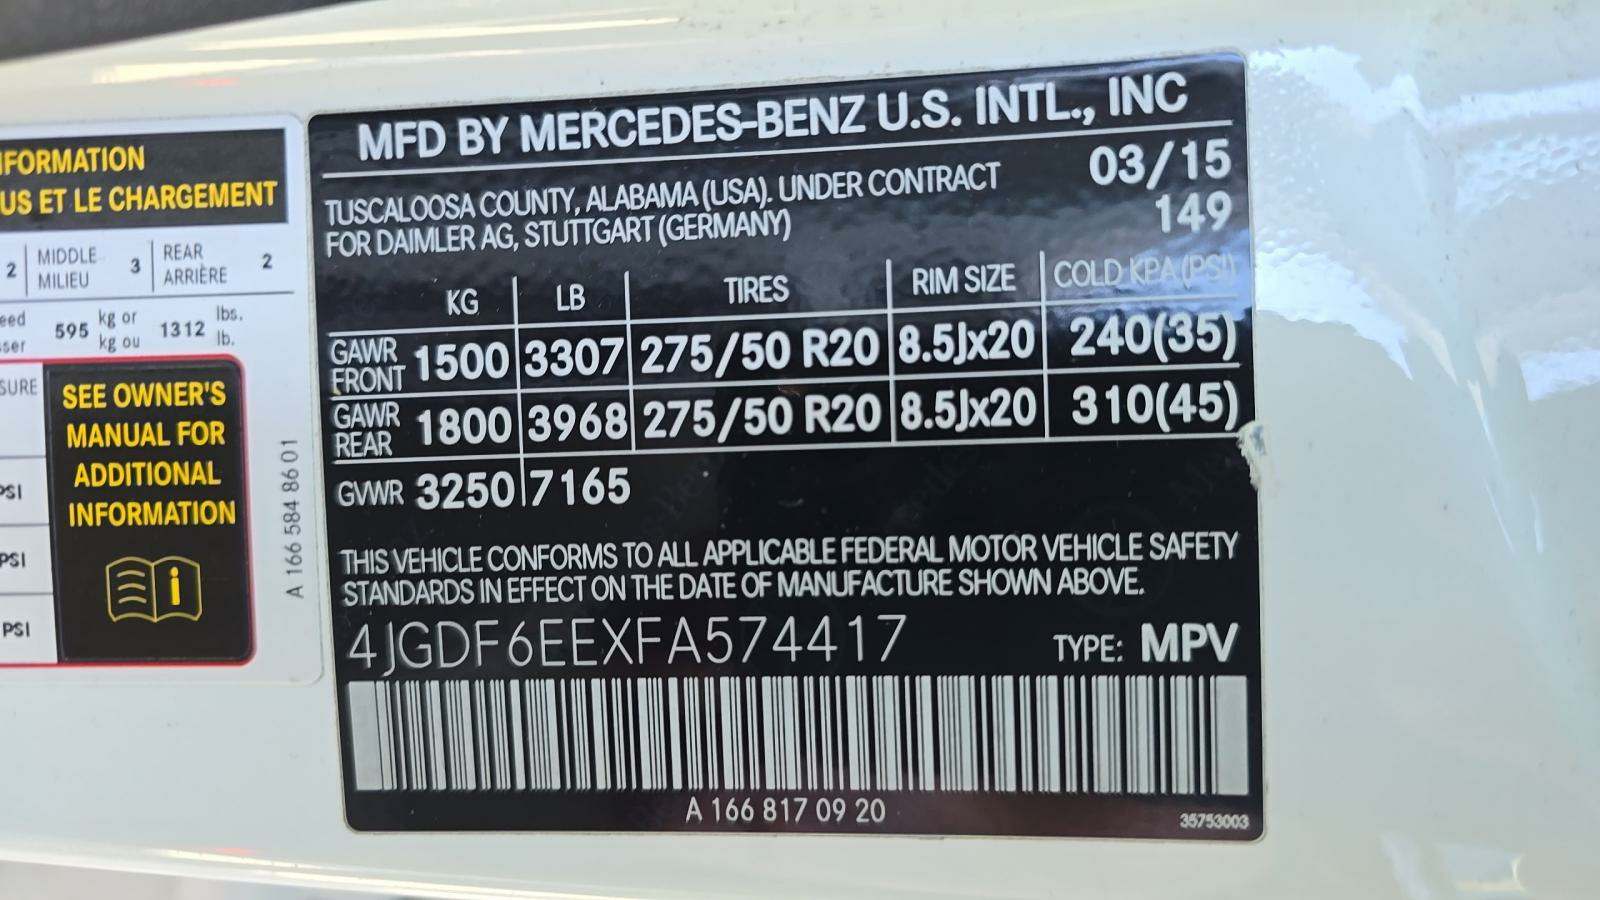 MFD BY MERCEDES-BENZ U.S. INTL., INC
TUSCALOOSA COUNTY, ALABAMA (USA). UNDER CONTRACT 03/15
FOR DAIMLER AG, STUTTGART (GERMANY) 149
KG LB TIRES RIM SIZE COLD KPA (PSI)
GAWR FRONT 1500 3307 275/50 R20 8.5Jx20 240(35)
GAWR REAR 1800 3968 275/50 R20 8.5Jx20 310(45)
GVWR 3250 7165
THIS VEHICLE CONFORMS TO ALL APPLICABLE FEDERAL MOTOR VEHICLE SAFETY
STANDARDS IN EFFECT ON THE DATE OF MANUFACTURE SHOWN ABOVE.
4JGDF6EEXFA574417 TYPE: MPV
A 166 817 09 20
35753003
ET LE CHARGEMENT
2 MIDDLE MILIEU 3 REAR ARRIÈRE 2
595 kg or kg ou 1312 lbs. lb.
SEE OWNER'S
MANUAL FOR
ADDITIONAL
INFORMATION
PSI
PSI
PSI
A 166 584 86 01